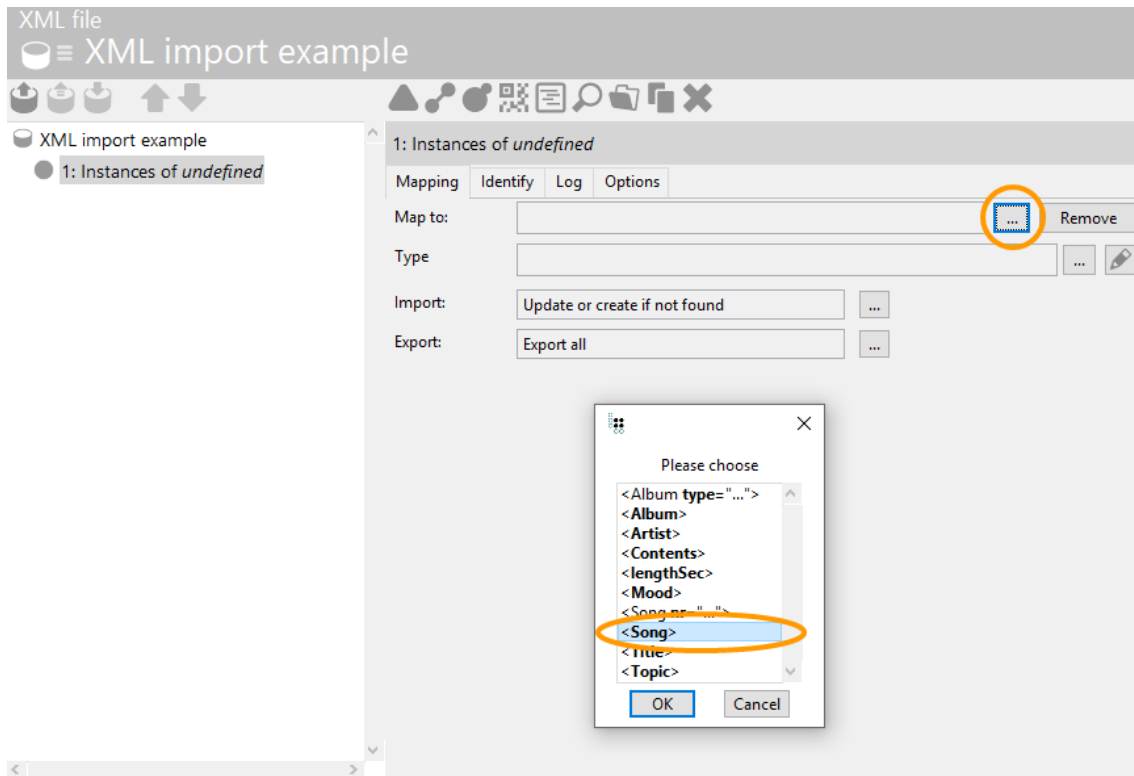 XML file
XML import example
XML import example
1: Instances of undefined
1: Instances of undefined
Mapping Identify Log Options
Map to: ... Remove
Type ...
Import: Update or create if not found ...
Export: Export all ...
Please choose
<Album type="...">
<Album>
<Artist>
<Contents>
<lengthSec>
<Mood>
<Song nr="...">
<Song>
<Title>
<Topic>
OK Cancel